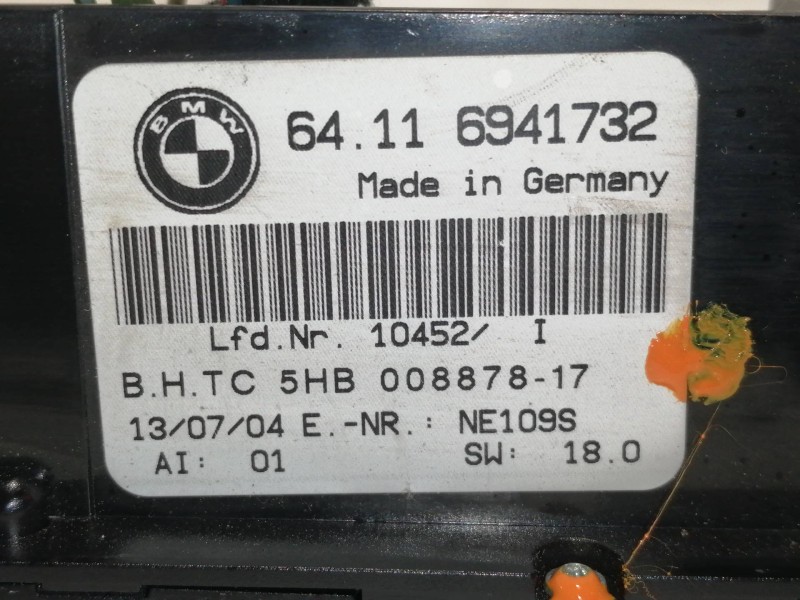 BMW
64.11 6941732
Made in Germany
Lfd.Nr. 10452/ I
B.H.TC 5HB 008878-17
13/07/04 E.-NR.: NE109S
AI: 01 SW: 18.0